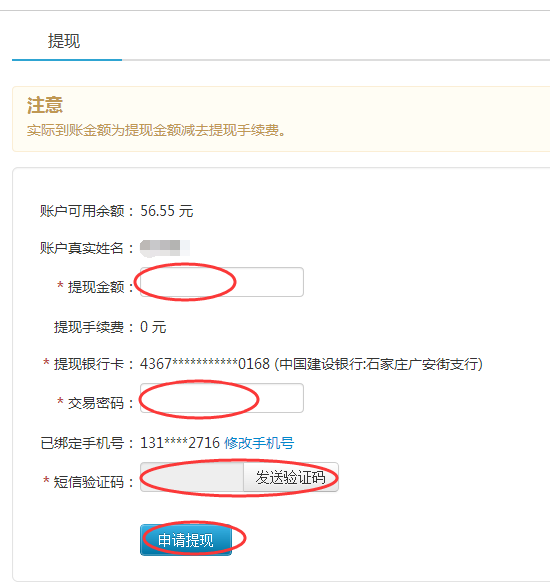 提现
注意
实际到账金额为提现金额减去提现手续费。
账户可用余额：56.55 元
账户真实姓名：
* 提现金额：
提现手续费：0 元
* 提现银行卡：4367***********0168 (中国建设银行:石家庄广安街支行)
* 交易密码：
已绑定手机号：131****2716 修改手机号
* 短信验证码： 发送验证码
申请提现